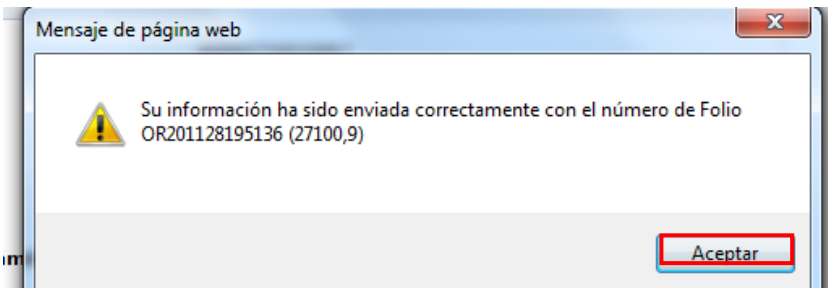 Mensaje de página web
Su información ha sido enviada correctamente con el número de Folio
OR201128195136 (27100,9)
Aceptar